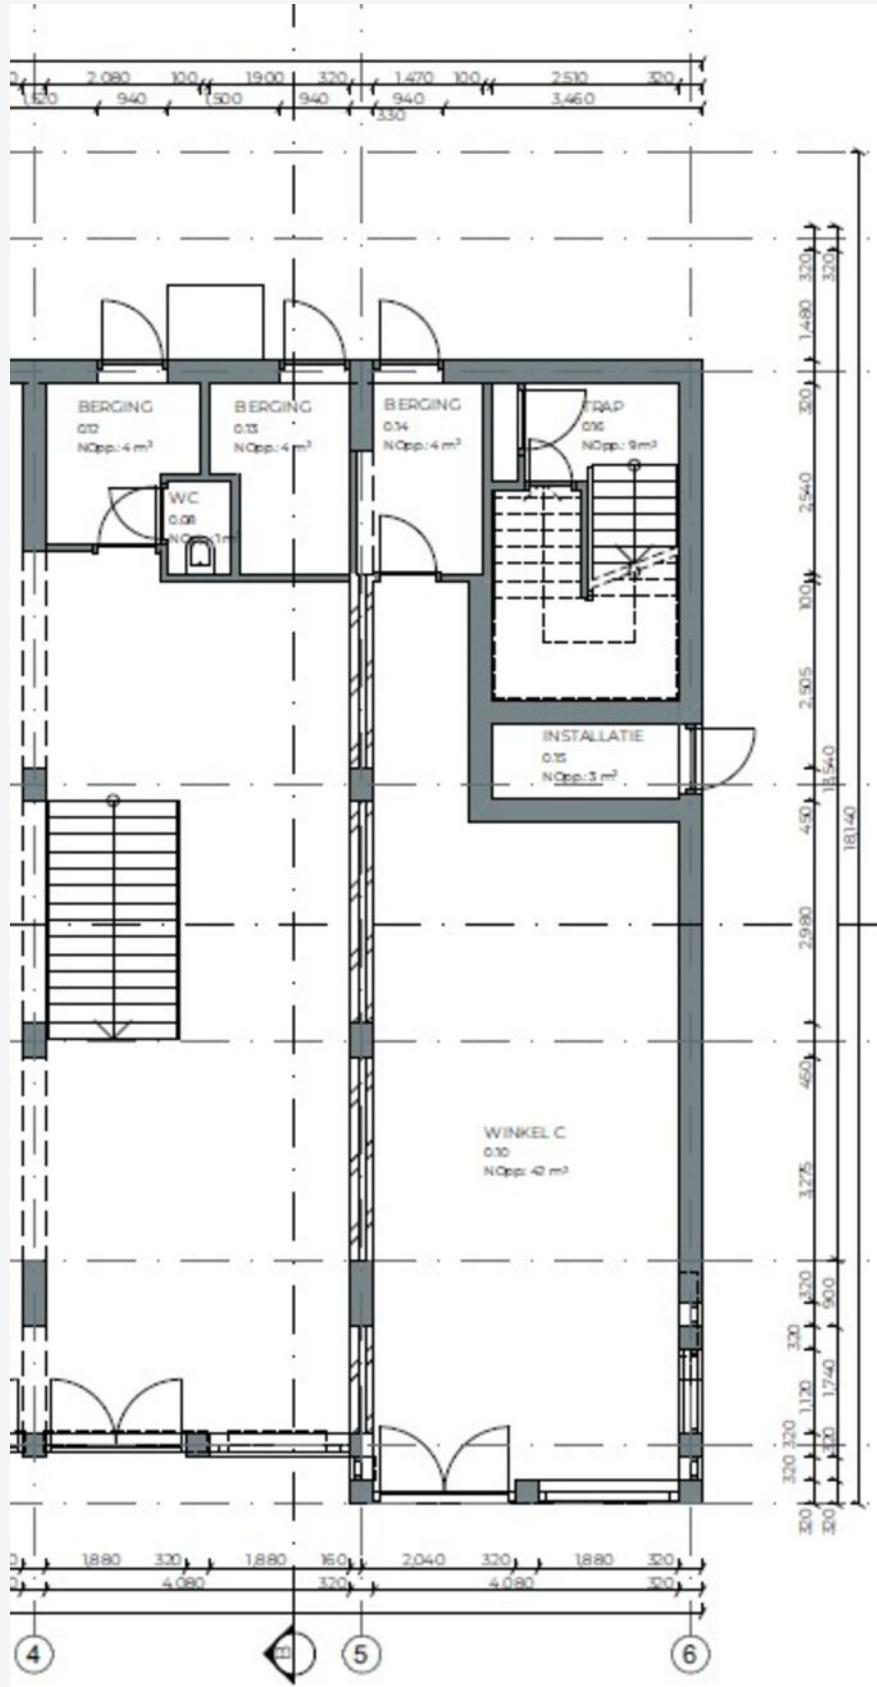 2.080 100 1.900 320 1.470 100 2.510 320
940 1,500 940 940 3,460
330
320 320
1,480
BERGING BERGING BERGING TRAP
0.12 0.13 0.14 0.16
NOpp.: 4 m² NOpp.: 4 m² NOpp.: 4 m² NOpp.: 9 m²
320
WC
0.08
NOpp.: 1 m²
2,540
100
2,505
INSTALLATIE
0.15
NOpp.: 3 m²
450
18,140
2,980
460
WINKEL C
0.10
NOpp.: 42 m²
3,275
320 900
320
1,120 1,740
320 320
320
320 320
1,880 320 1,880 160 2,040 320 1,880 320
4.080 320 4.080 320
4 B 5 6